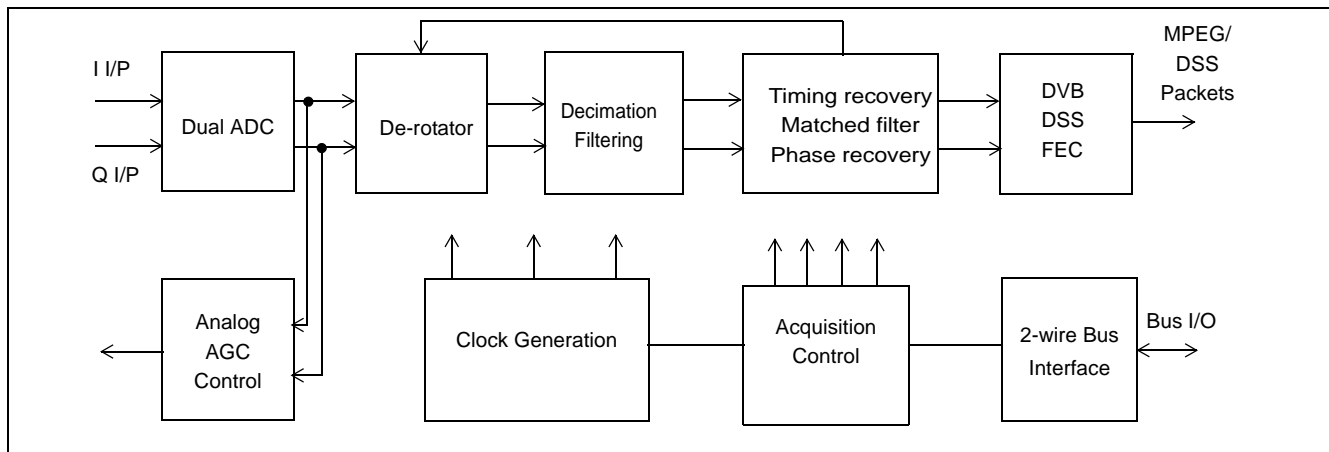 I I/P
Q I/P
Dual ADC
De-rotator
Decimation
Filtering
Timing recovery
Matched filter
Phase recovery
DVB
DSS
FEC
MPEG/
DSS
Packets
Analog
AGC
Control
Clock Generation
Acquisition
Control
2-wire Bus
Interface
Bus I/O